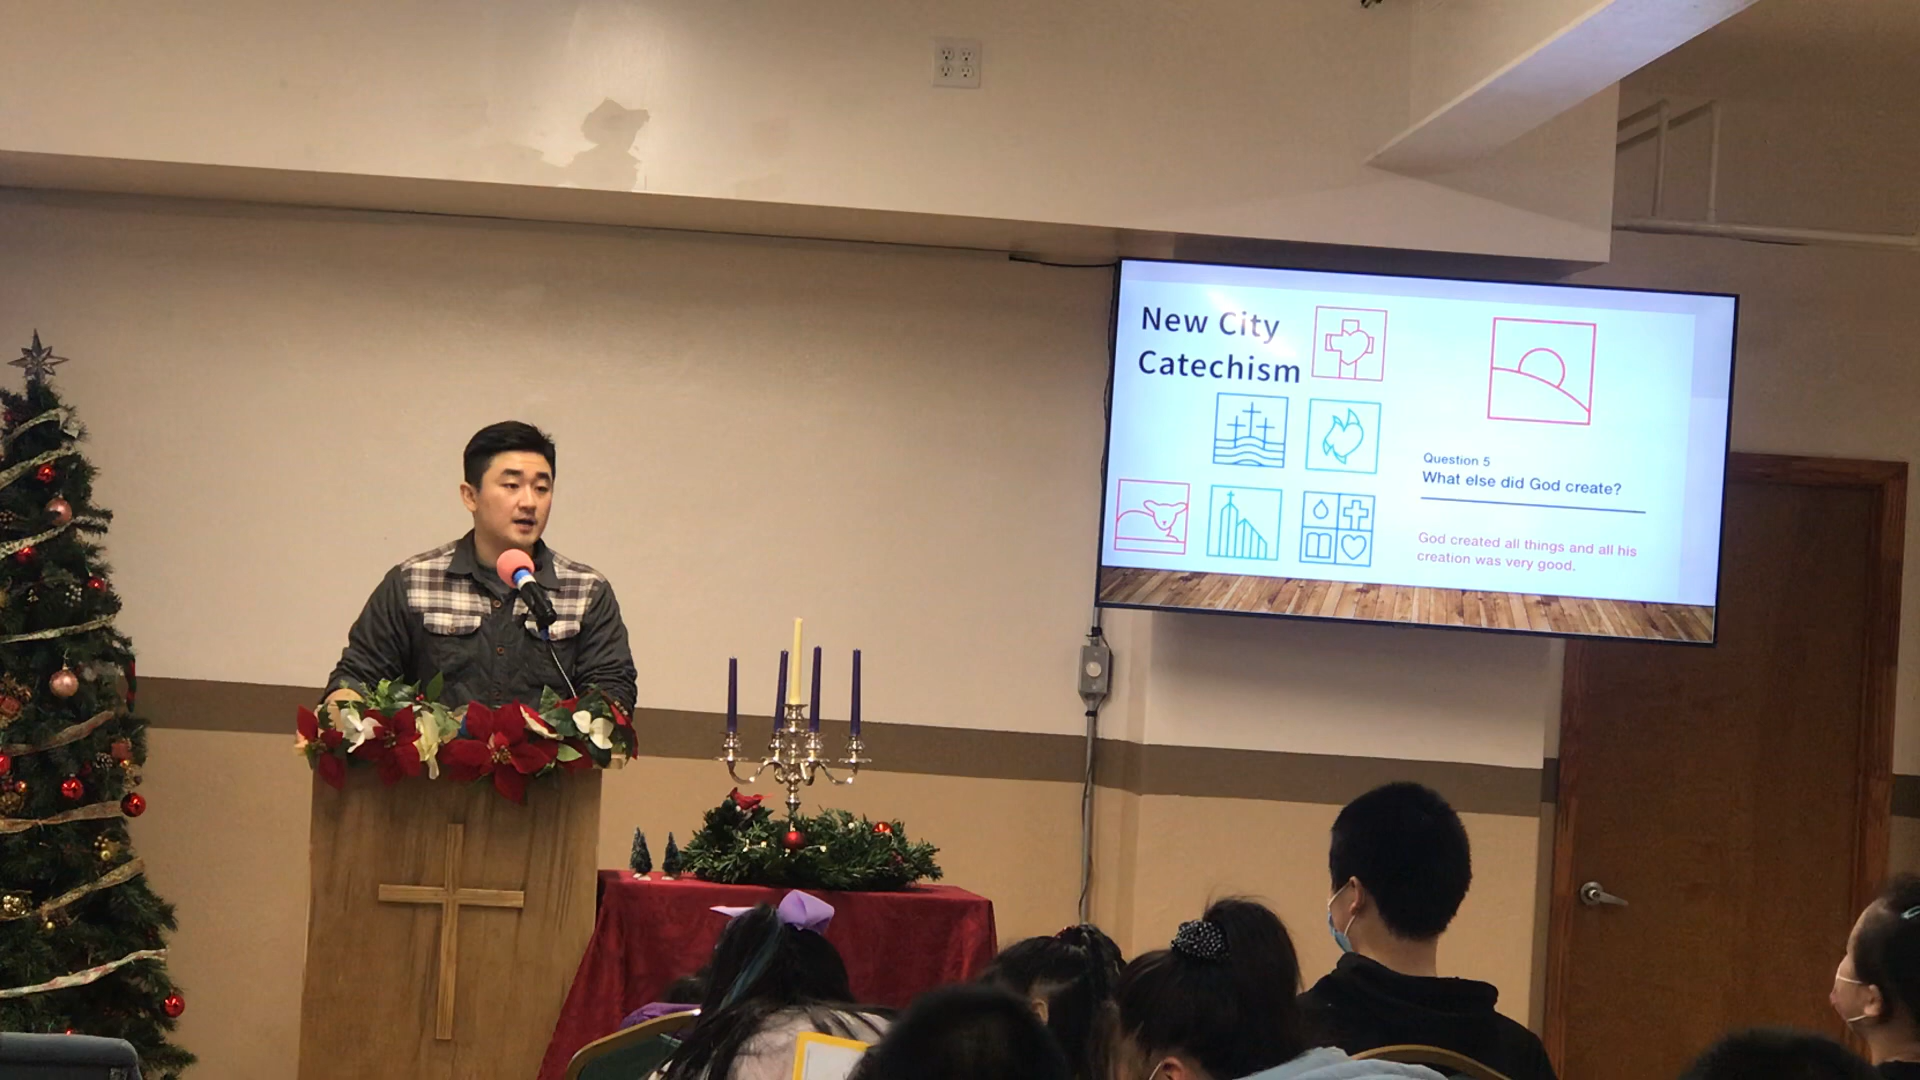 New City
Catechism
Question 5
What else did God create?
God created all things and all his
creation was very good.